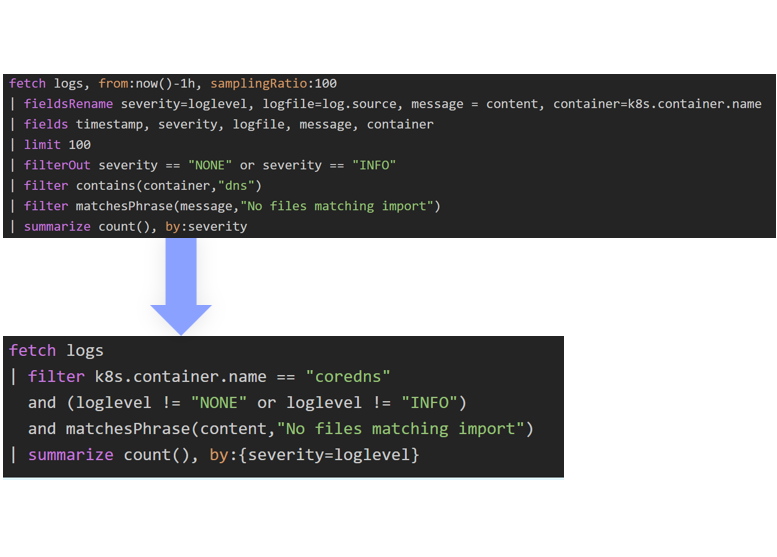 fetch logs, from:now()-1h, samplingRatio:100
| fieldsRename severity=loglevel, logfile=log.source, message = content, container=k8s.container.name
| fields timestamp, severity, logfile, message, container
| limit 100
| filterOut severity == "NONE" or severity == "INFO"
| filter contains(container,"dns")
| filter matchesPhrase(message,"No files matching import")
| summarize count(), by:severity
fetch logs
| filter k8s.container.name == "coredns"
and (loglevel != "NONE" or loglevel != "INFO")
and matchesPhrase(content,"No files matching import")
| summarize count(), by:{severity=loglevel}